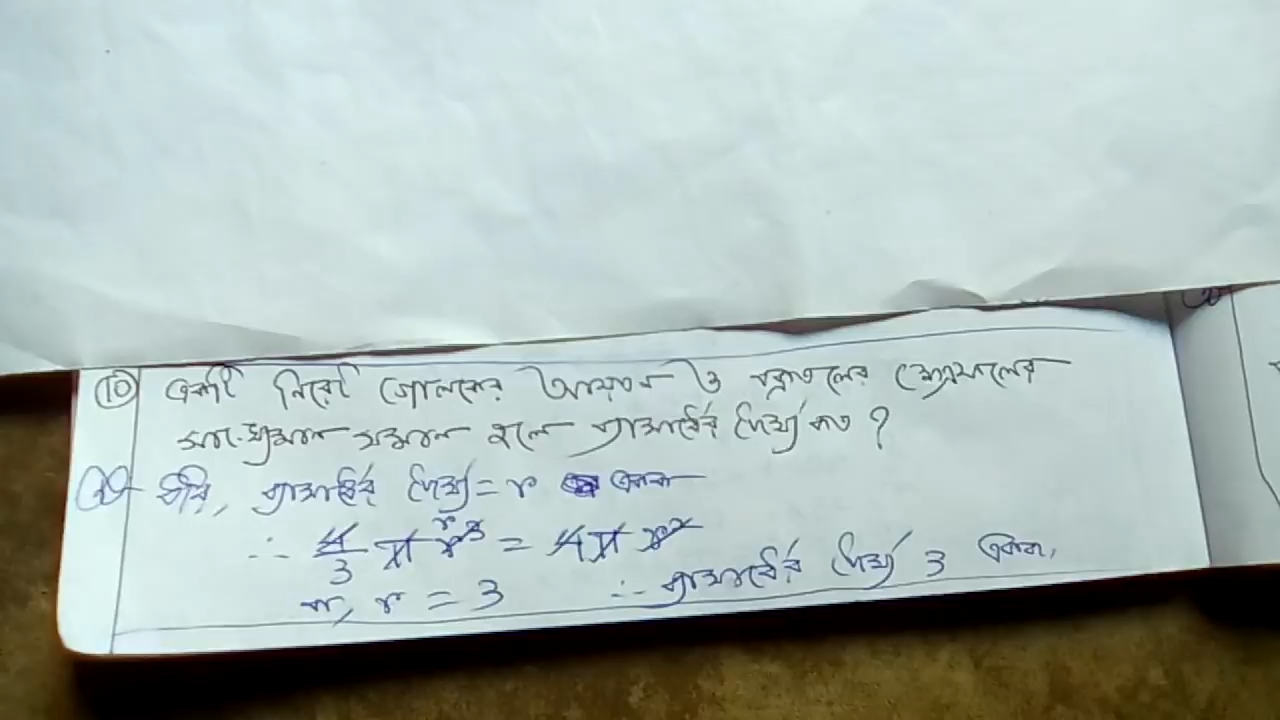 ⑩ একটি নিরেট গোলকের আয়তন ও বক্রতলের ক্ষেত্রফলের
সাংখ্যমান সমান হলে ব্যাসার্ধের দৈর্ঘ্য কত ?
ধরি, ব্যাসার্ধের দৈর্ঘ্য = r একক
∴ 4/3 π r³ = 4π r²
বা, r = 3 ∴ ব্যাসার্ধের দৈর্ঘ্য 3 একক,